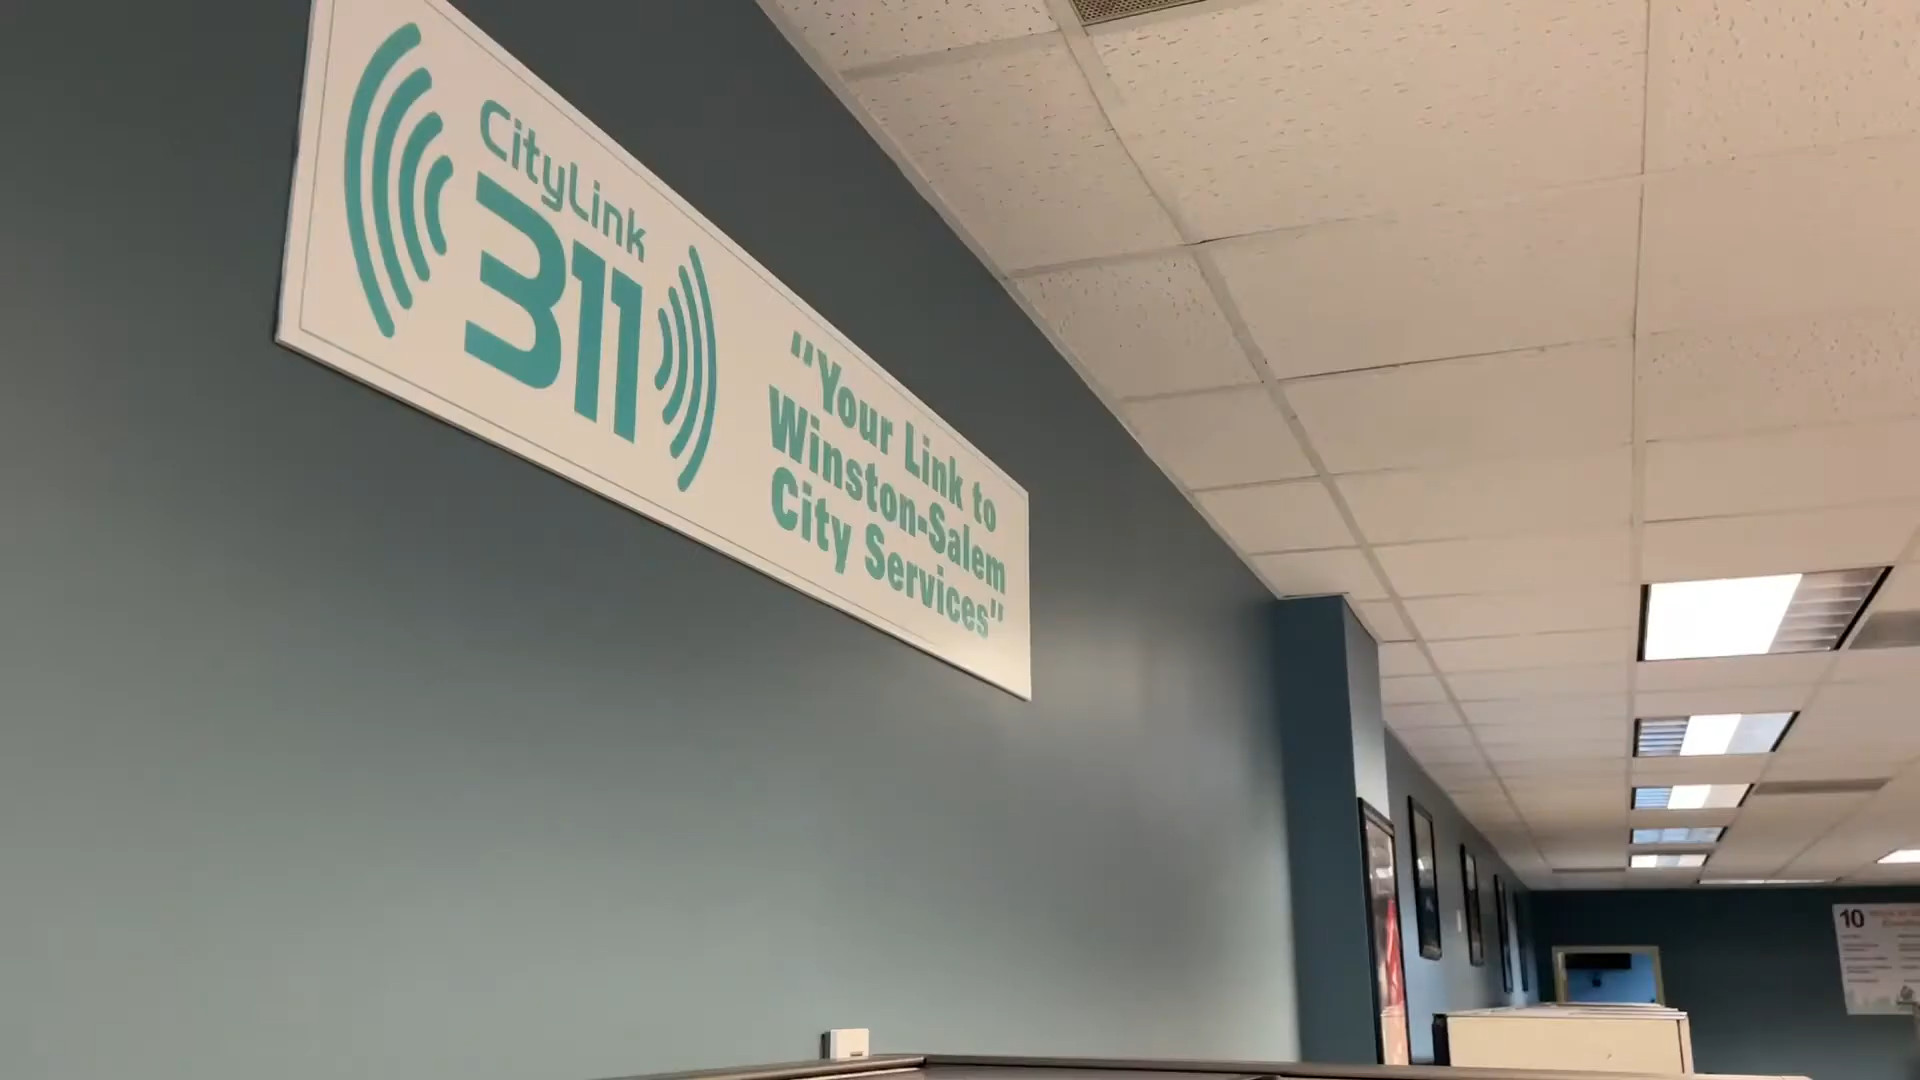 CityLink
311
"Your Link to
Winston-Salem
City Services"
10